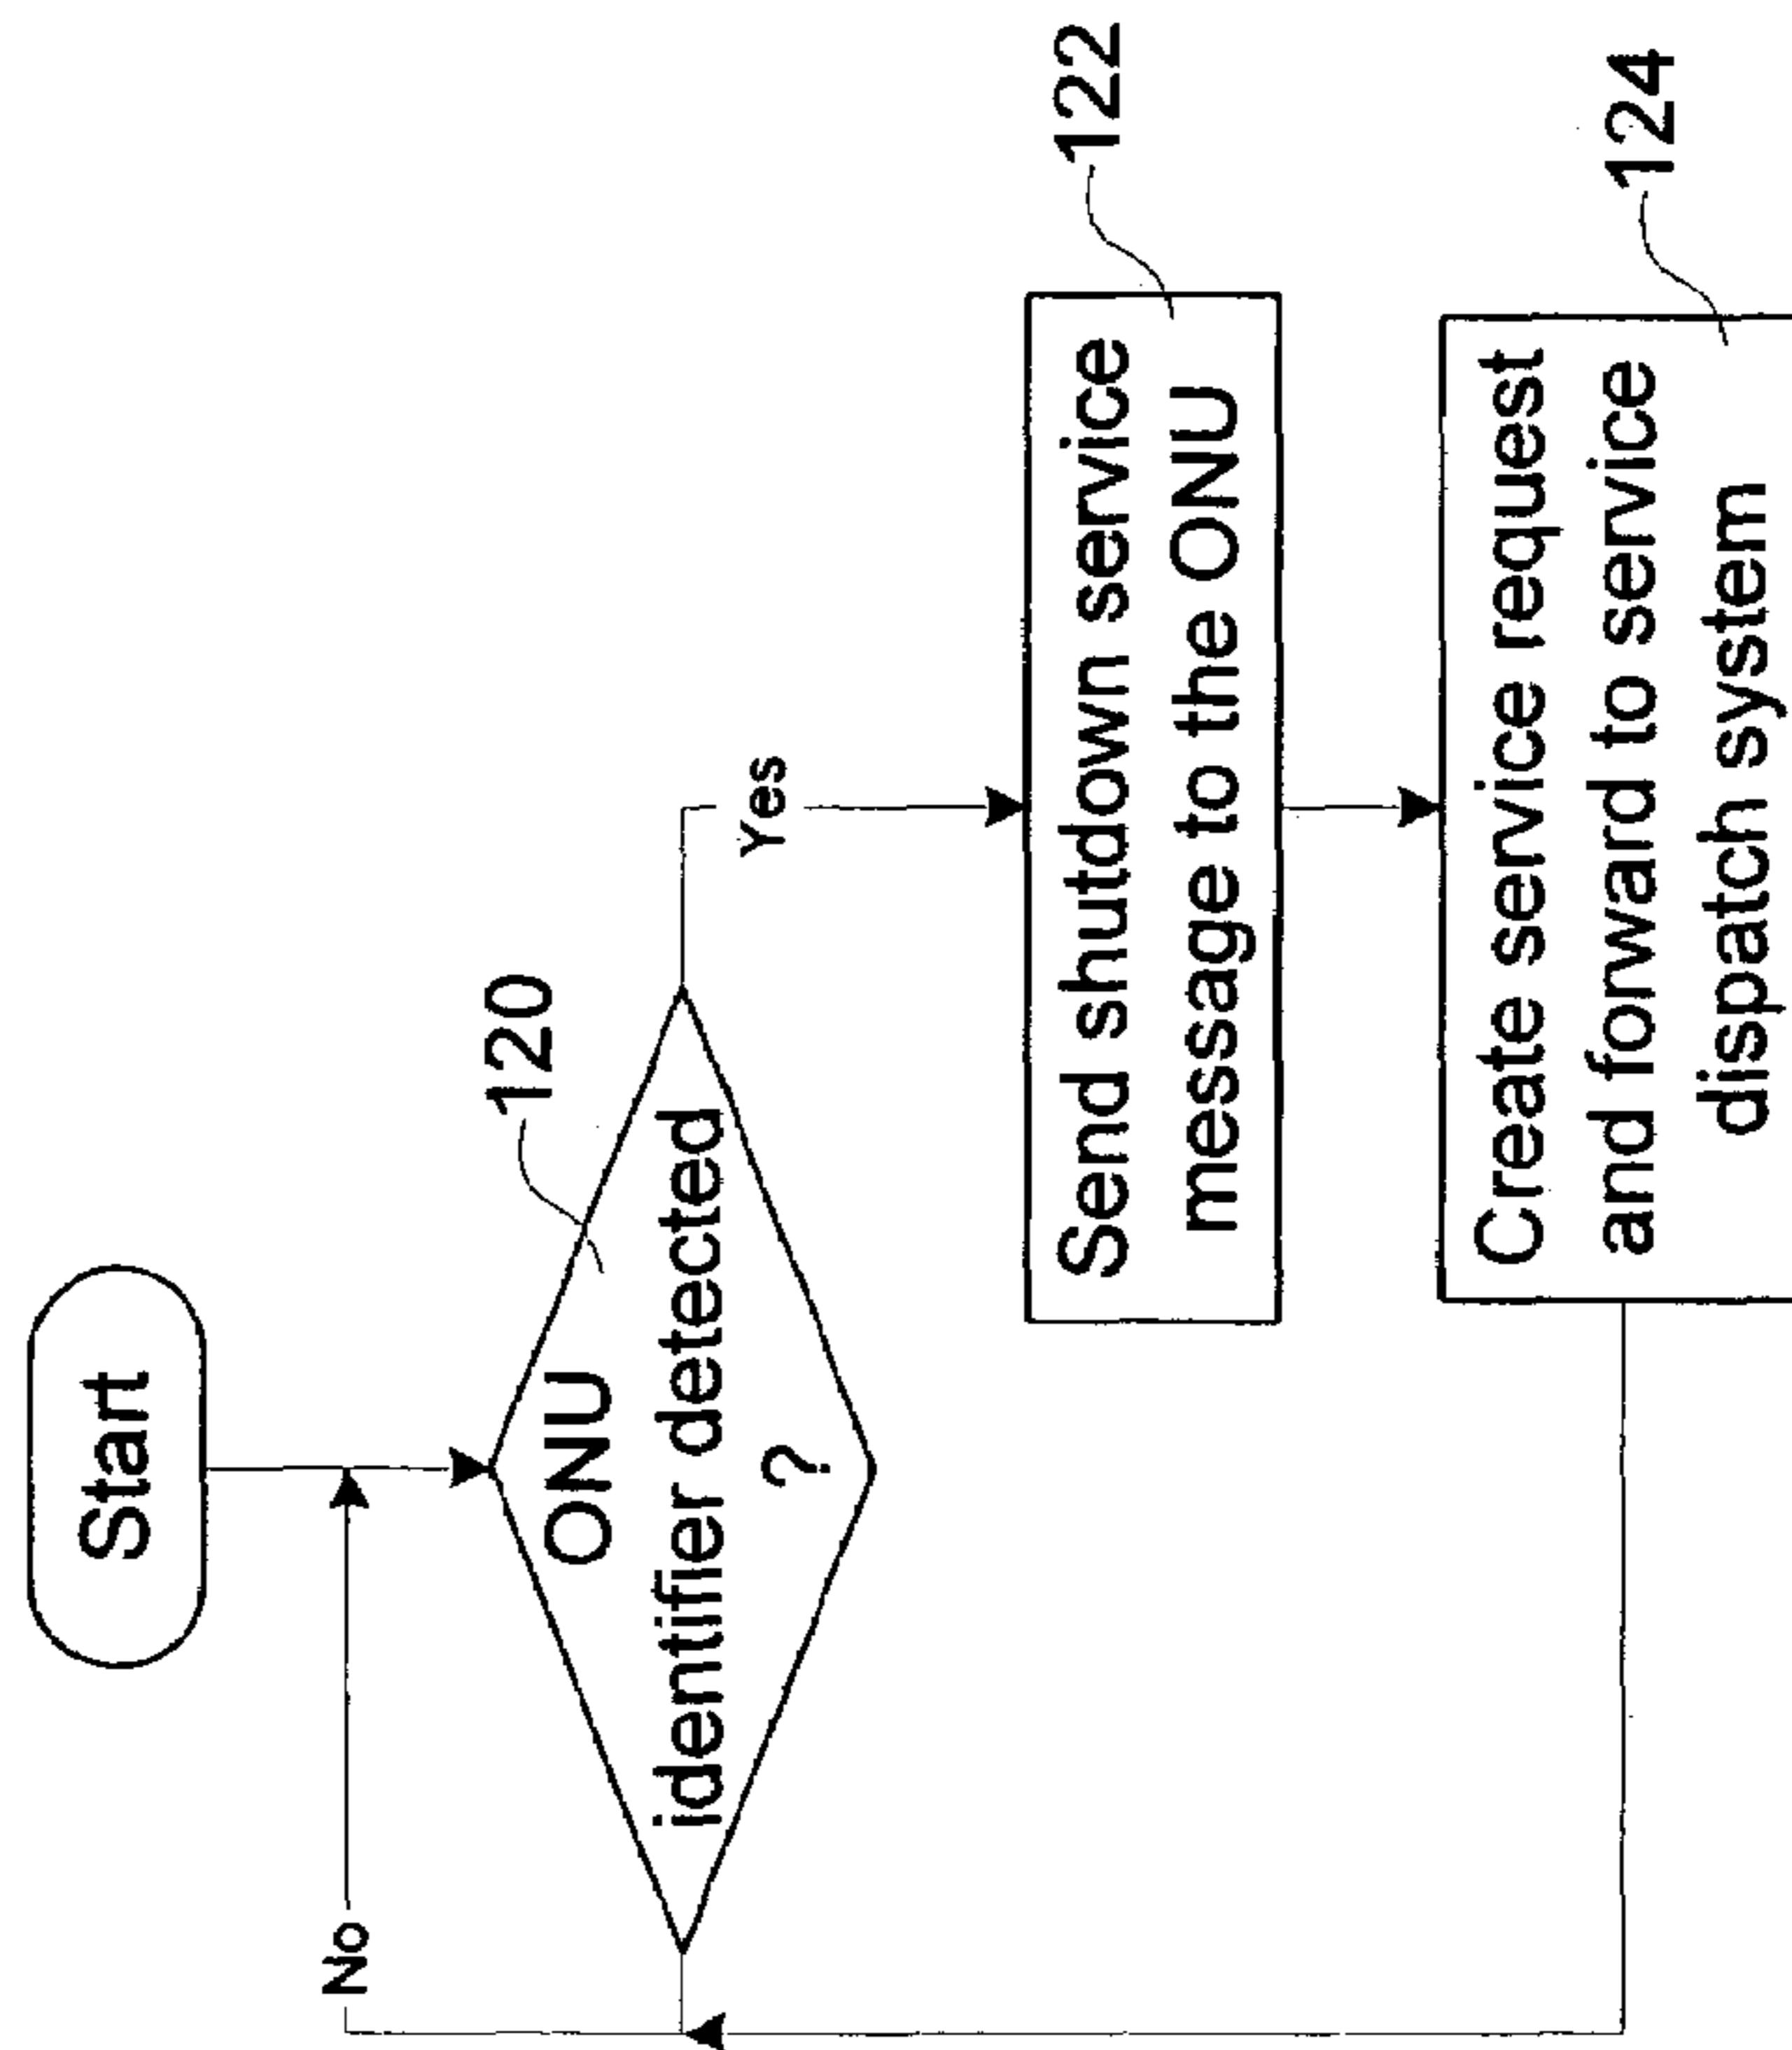 Start
No
120
ONU
identifier detected
?
Yes
122
Send shutdown service
message to the ONU
124
Create service request
and forward to service
dispatch system